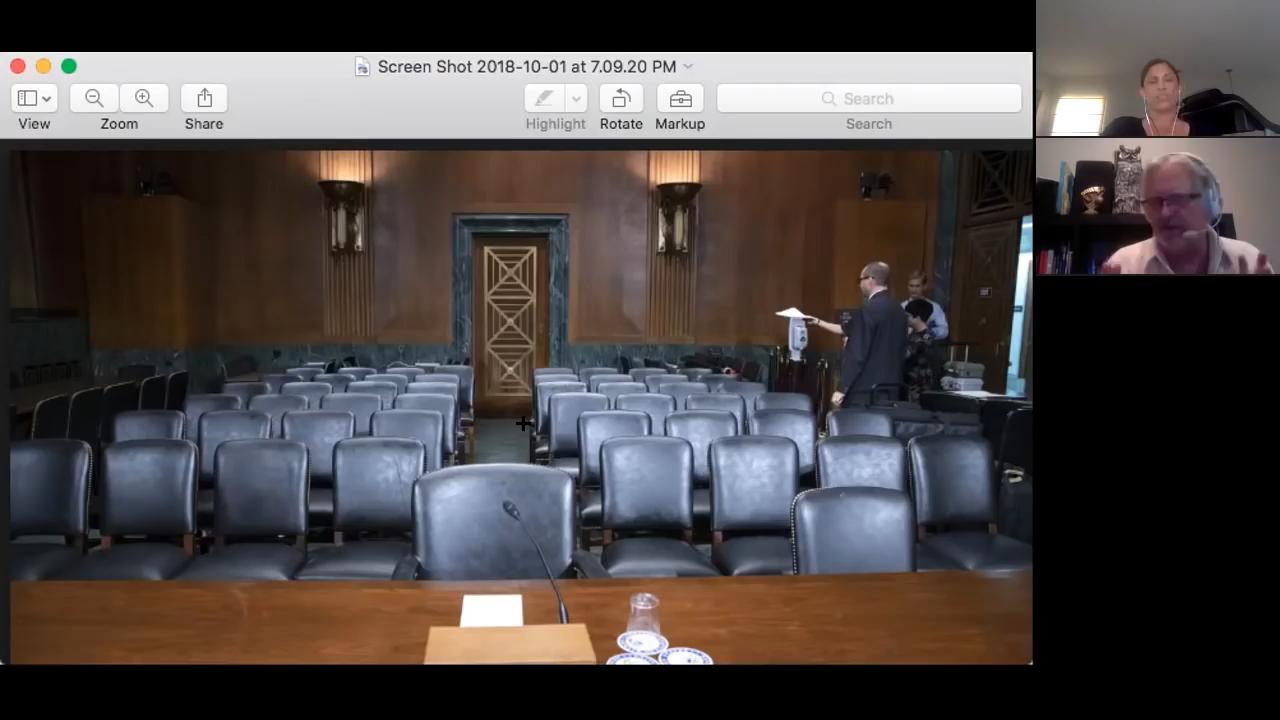 Screen Shot 2018-10-01 at 7.09.20 PM
Search
View
Zoom
Share
Highlight
Rotate
Markup
Search